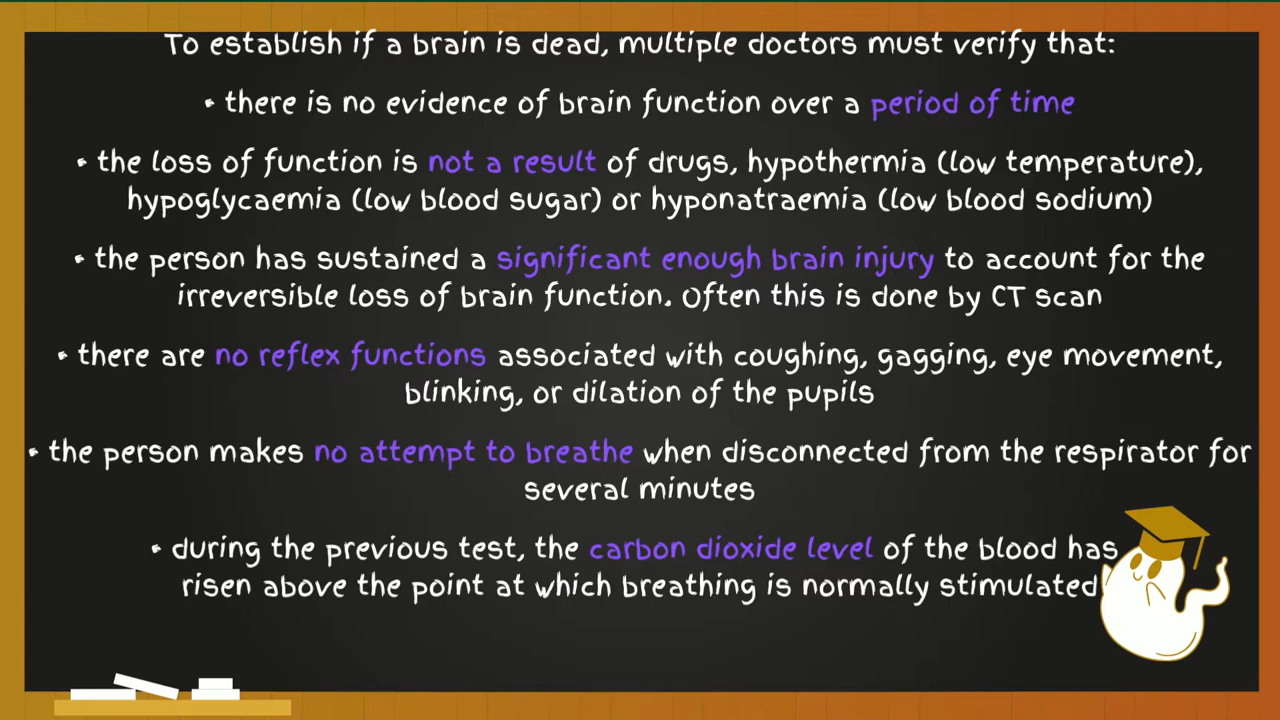 To establish if a brain is dead, multiple doctors must verify that:
• there is no evidence of brain function over a period of time
• the loss of function is not a result of drugs, hypothermia (low temperature),
hypoglycaemia (low blood sugar) or hyponatraemia (low blood sodium)
• the person has sustained a significant enough brain injury to account for the
irreversible loss of brain function. Often this is done by CT scan
• there are no reflex functions associated with coughing, gagging, eye movement,
blinking, or dilation of the pupils
• the person makes no attempt to breathe when disconnected from the respirator for
several minutes
• during the previous test, the carbon dioxide level of the blood has
risen above the point at which breathing is normally stimulated